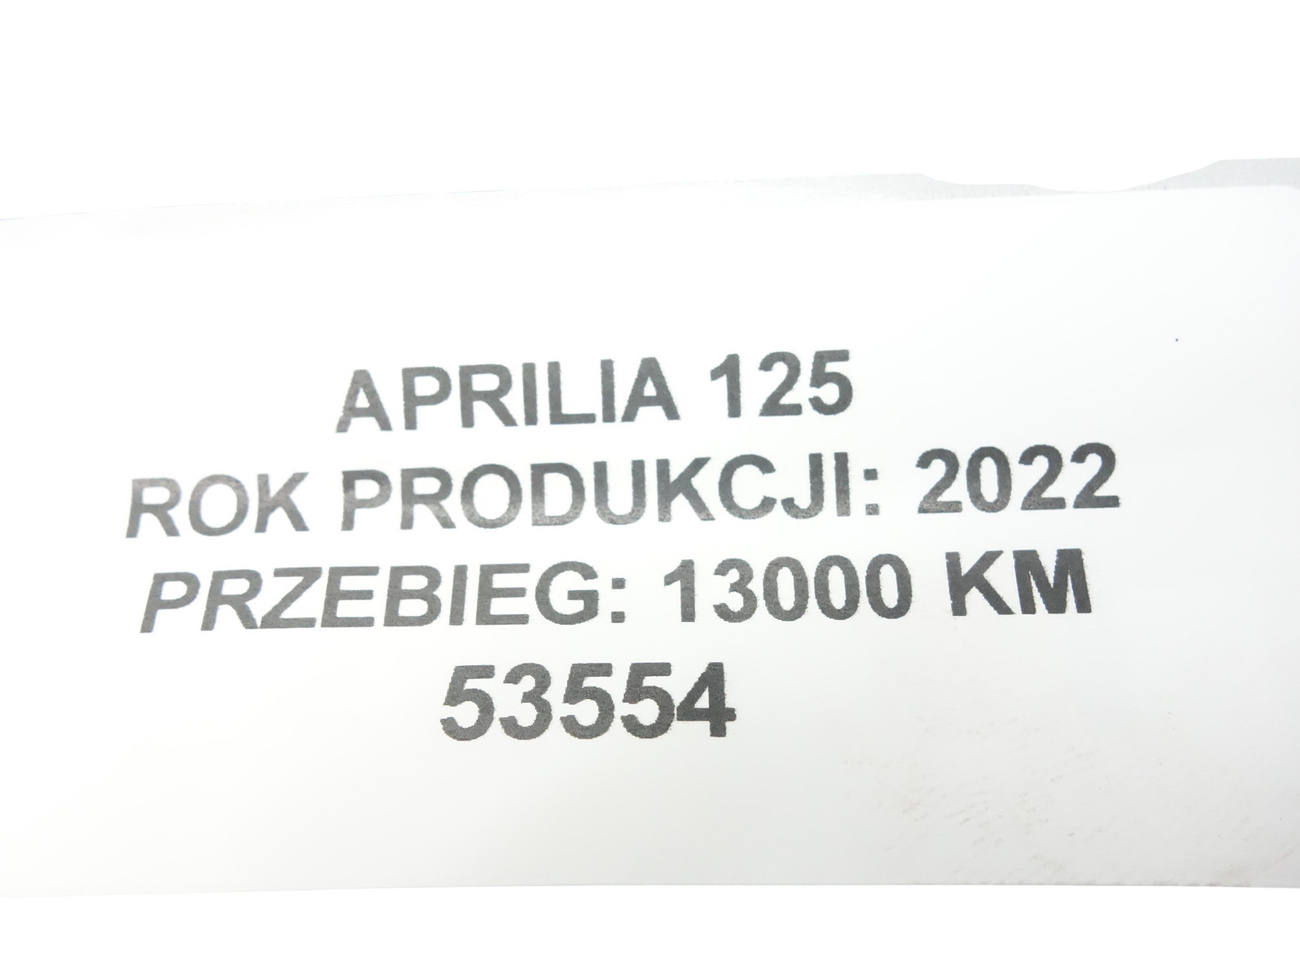 APRILIA 125
ROK PRODUKCJI: 2022
PRZEBIEG: 13000 KM
53554